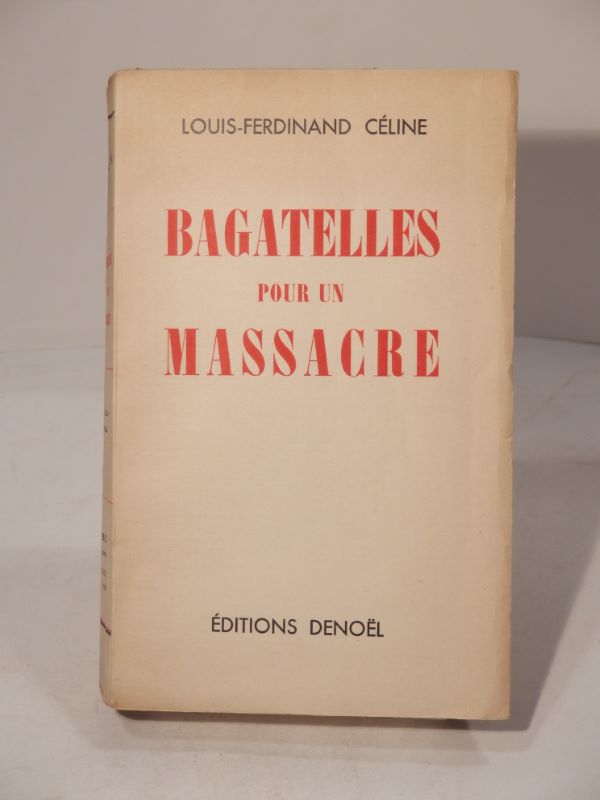 LOUIS-FERDINAND CÉLINE
BAGATELLES
POUR UN
MASSACRE
ÉDITIONS DENOËL